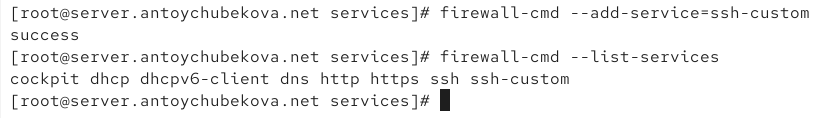 [root@server.antoychubekova.net services]# firewall-cmd --add-service=ssh-custom
success
[root@server.antoychubekova.net services]# firewall-cmd --list-services
cockpit dhcp dhcpv6-client dns http https ssh ssh-custom
[root@server.antoychubekova.net services]#